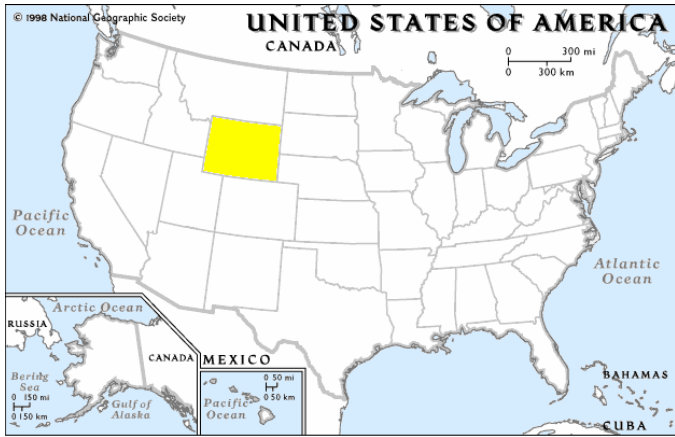 © 1998 National Geographic Society
UNITED STATES OF AMERICA
CANADA
0 300 mi
0 300 km
Pacific
Ocean
Atlantic
Ocean
Arctic Ocean
RUSSIA
CANADA
Bering
Sea
0 150 mi
0 150 km
Gulf of
Alaska
MEXICO
0 50 mi
0 50 km
Pacific
Ocean
BAHAMAS
CUBA